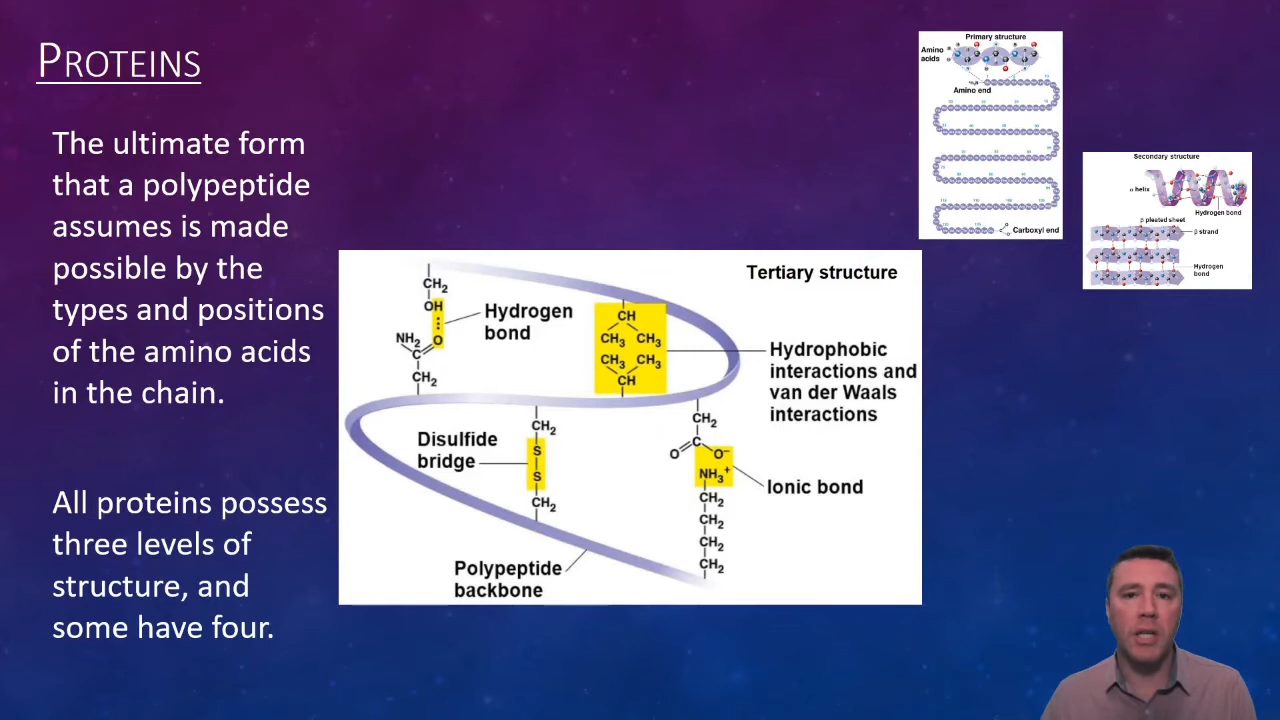 PROTEINS
The ultimate form
that a polypeptide
assumes is made
possible by the
types and positions
of the amino acids
in the chain.
All proteins possess
three levels of
structure, and
some have four.
Primary structure
Amino
acids
Amino end
Carboxyl end
Secondary structure
α helix
Hydrogen bond
β pleated sheet
β strand
Hydrogen
bond
Tertiary structure
CH₂
OH
O
NH₂
C
CH₂
Hydrogen
bond
CH
CH₃ CH₃
CH₃ CH₃
CH
Hydrophobic
interactions and
van der Waals
interactions
Disulfide
bridge
CH₂
S
S
CH₂
CH₂
C
O O⁻
NH₃⁺
CH₂
CH₂
CH₂
CH₂
Ionic bond
Polypeptide
backbone